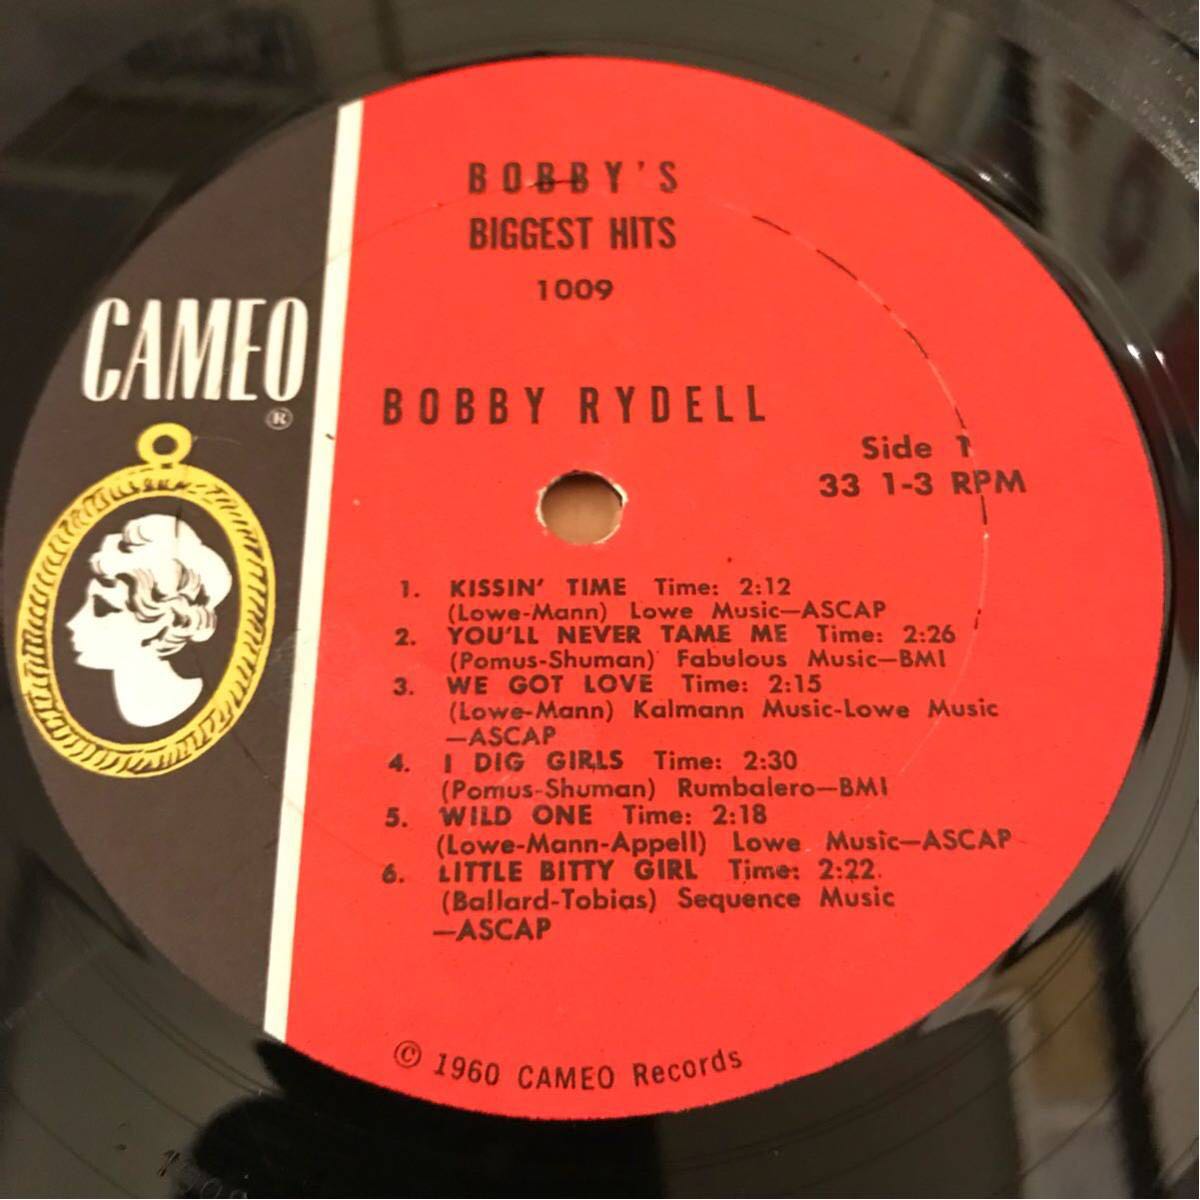 BOBBY'S
BIGGEST HITS
1009
CAMEO
®
BOBBY RYDELL
Side 1
33 1-3 RPM
1. KISSIN' TIME Time: 2:12
(Lowe-Mann) Lowe Music—ASCAP
2. YOU'LL NEVER TAME ME Time: 2:26
(Pomus-Shuman) Fabulous Music—BMI
3. WE GOT LOVE Time: 2:15
(Lowe-Mann) Kalmann Music-Lowe Music
—ASCAP
4. I DIG GIRLS Time: 2:30
(Pomus-Shuman) Rumbalero—BMI
5. WILD ONE Time: 2:18
(Lowe-Mann-Appell) Lowe Music—ASCAP
6. LITTLE BITTY GIRL Time: 2:22
(Ballard-Tobias) Sequence Music
—ASCAP
© 1960 CAMEO Records